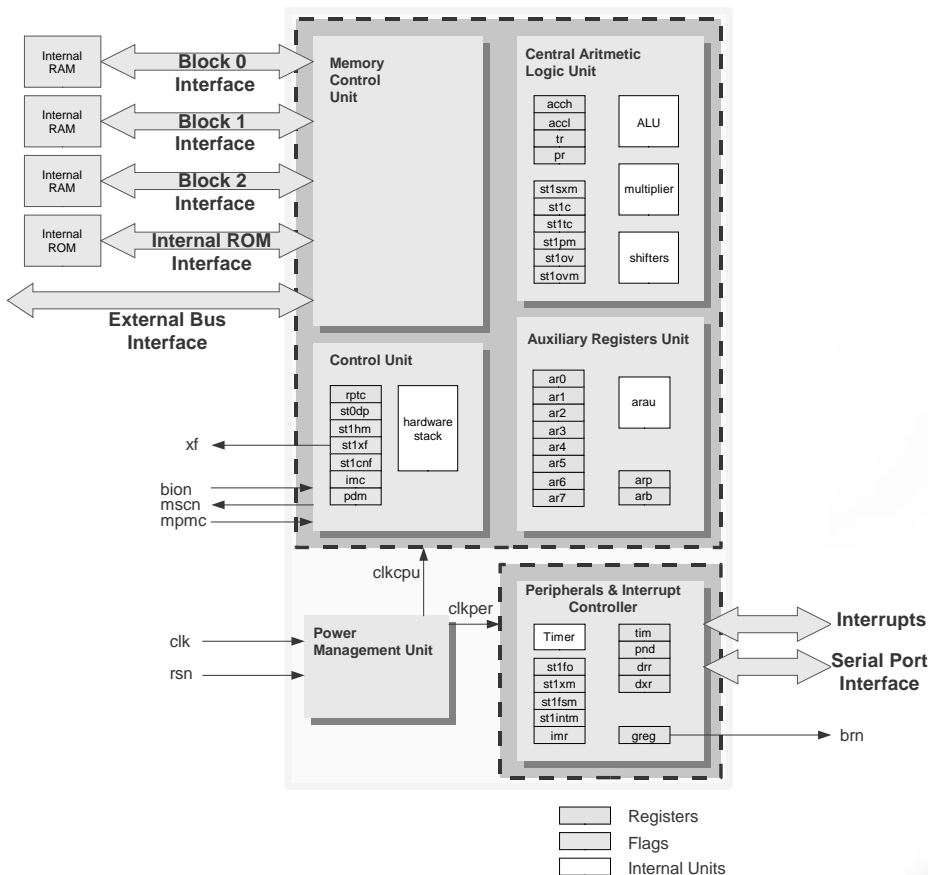 Internal
RAM
Block 0
Interface
Internal
RAM
Block 1
Interface
Internal
RAM
Block 2
Interface
Internal
ROM
Internal ROM
Interface
External Bus
Interface
Memory
Control
Unit
Central Aritmetic
Logic Unit
acch
accl
tr
pr
st1sxm
st1c
st1tc
st1pm
st1ov
st1ovm
ALU
multiplier
shifters
Control Unit
rptc
st0dp
st1hm
st1xf
st1cnf
imc
pdm
hardware
stack
xf
bion
mscn
mpmc
Auxiliary Registers Unit
ar0
ar1
ar2
ar3
ar4
ar5
ar6
ar7
arau
arp
arb
clkcpu
clkper
clk
rsn
Power
Management Unit
Peripherals & Interrupt
Controller
Timer
st1fo
st1xm
st1fsm
st1intm
imr
tim
pnd
drr
dxr
greg
Interrupts
Serial Port
Interface
brn
Registers
Flags
Internal Units